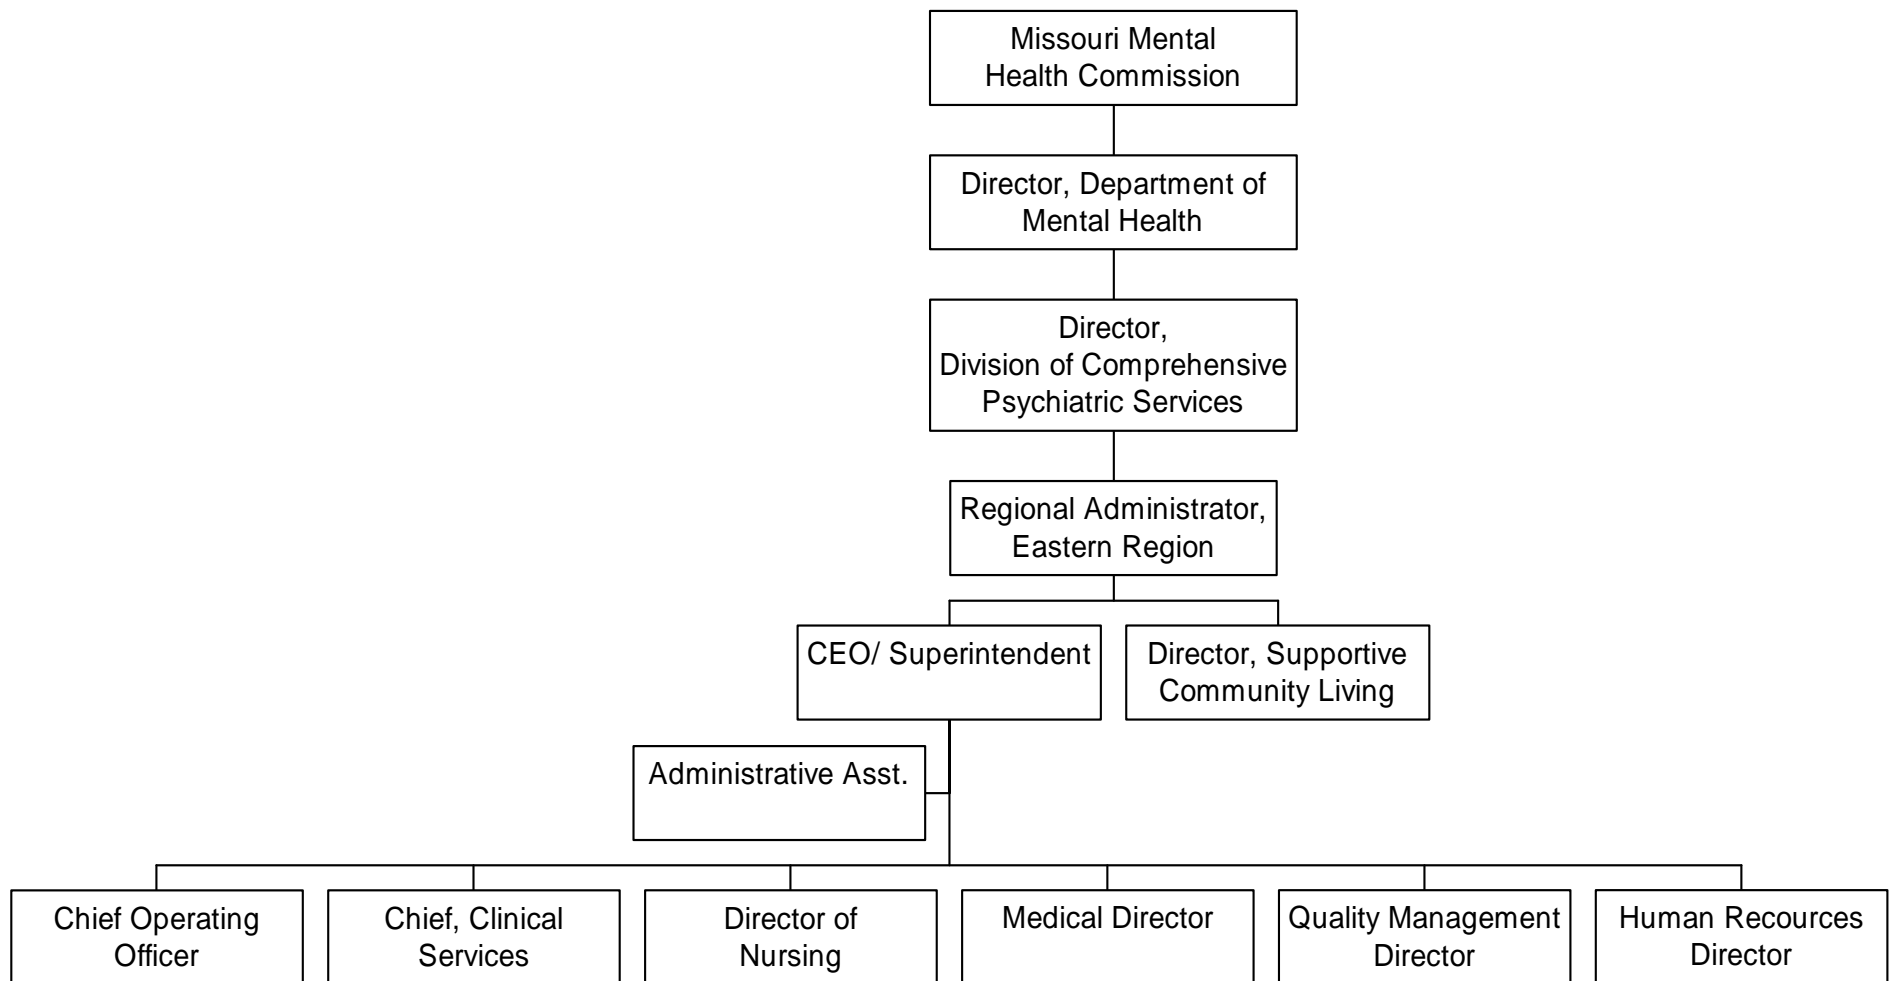 Missouri Mental
Health Commission
Director, Department of
Mental Health
Director,
Division of Comprehensive
Psychiatric Services
Regional Administrator,
Eastern Region
CEO/ Superintendent
Director, Supportive
Community Living
Administrative Asst.
Chief Operating
Officer
Chief, Clinical
Services
Director of
Nursing
Medical Director
Quality Management
Director
Human Recources
Director